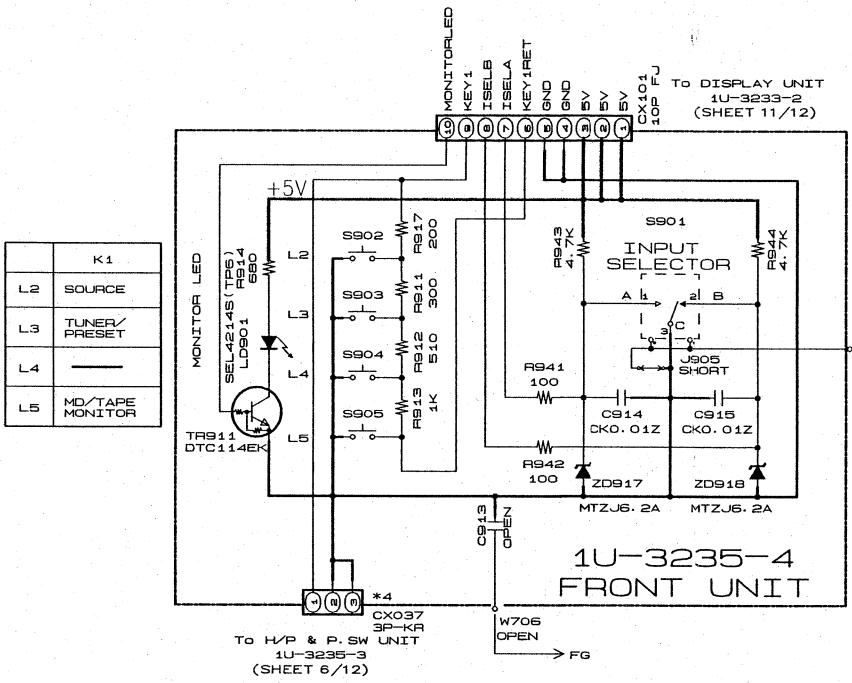 MONITORLED
KEY1
ISELB
ISELA
KEY1RET
GND
GND
5V
5V
5V
CX101
10P FJ
To DISPLAY UNIT
1U-3233-2
(SHEET 11/12)
10 9 8 7 6 5 4 3 2 1
+5V
K1
L2 SOURCE
L3 TUNER/
PRESET
L4
L5 MD/TAPE
MONITOR
MONITOR LED
SEL4214S(TP6)
LD901
R914
680
TR911
DTC114EK
L2
S902
R917
200
L3
S903
R911
300
L4
S904
R912
510
L5
S905
R913
1K
R943
4.7K
S901
INPUT
SELECTOR
A 1 2 B
3 C
R944
4.7K
J905
SHORT
R941
100
C914
CK0.01Z
C915
CK0.01Z
R942
100
ZD917
MTZJ6.2A
ZD918
MTZJ6.2A
C913
OPEN
1U-3235-4
FRONT UNIT
1 2 3
*4
CX037
3P-KR
To H/P & P.SW UNIT
1U-3235-3
(SHEET 6/12)
W706
OPEN
FG